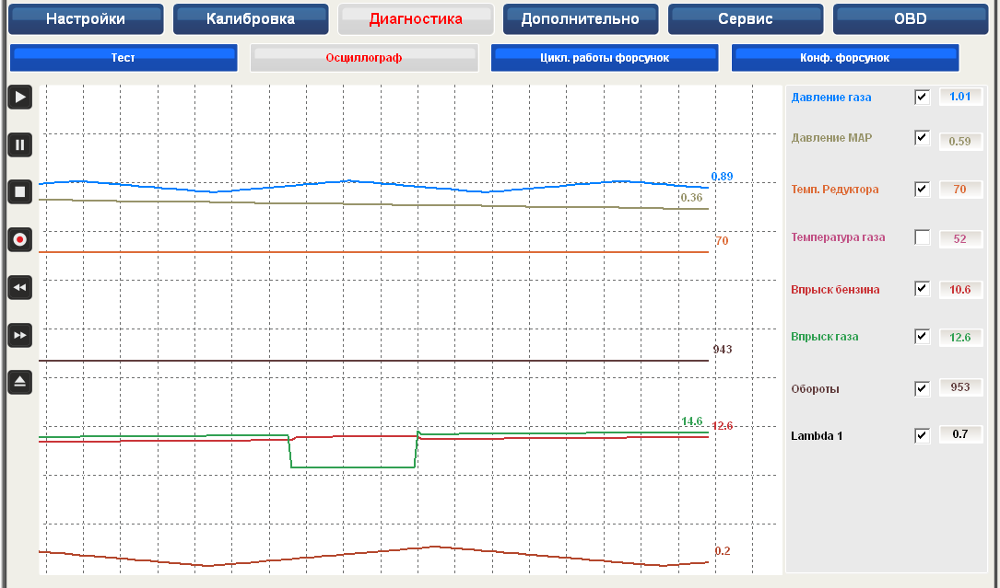 Настройки Калибровка Диагностика Дополнительно Сервис OBD
Тест Осциллограф Цикл. работы форсунок Конф. форсунок
Давление газа 1.01
Давление MAP 0.59
0.89
Темп. Редуктора 70
0.36
Температура газа 52
70
Впрыск бензина 10.6
Впрыск газа 12.6
943
Обороты 953
14.6 12.6
Lambda 1 0.7
0.2